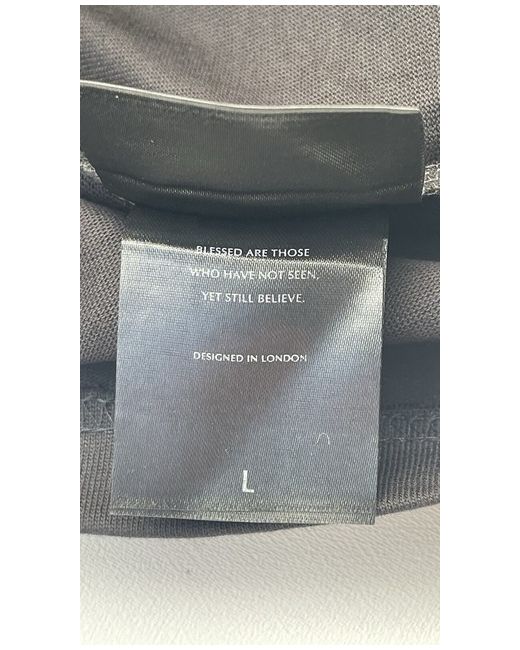 BLESSED ARE THOSE
WHO HAVE NOT SEEN,
YET STILL BELIEVE.
DESIGNED IN LONDON
L